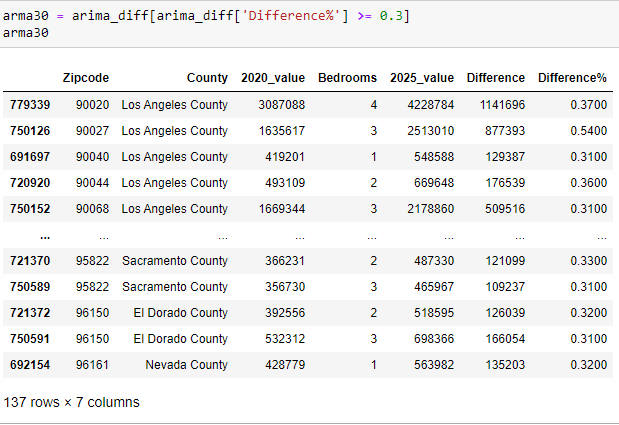 arma30 = arima_diff[arima_diff['Difference%'] >= 0.3]
arma30
Zipcode County 2020_value Bedrooms 2025_value Difference Difference%
779339 90020 Los Angeles County 3087088 4 4228784 1141696 0.3700
750126 90027 Los Angeles County 1635617 3 2513010 877393 0.5400
691697 90040 Los Angeles County 419201 1 548588 129387 0.3100
720920 90044 Los Angeles County 493109 2 669648 176539 0.3600
750152 90068 Los Angeles County 1669344 3 2178860 509516 0.3100
... ... ... ... ... ... ... ...
721370 95822 Sacramento County 366231 2 487330 121099 0.3300
750589 95822 Sacramento County 356730 3 465967 109237 0.3100
721372 96150 El Dorado County 392556 2 518595 126039 0.3200
750591 96150 El Dorado County 532312 3 698366 166054 0.3100
692154 96161 Nevada County 428779 1 563982 135203 0.3200
137 rows × 7 columns